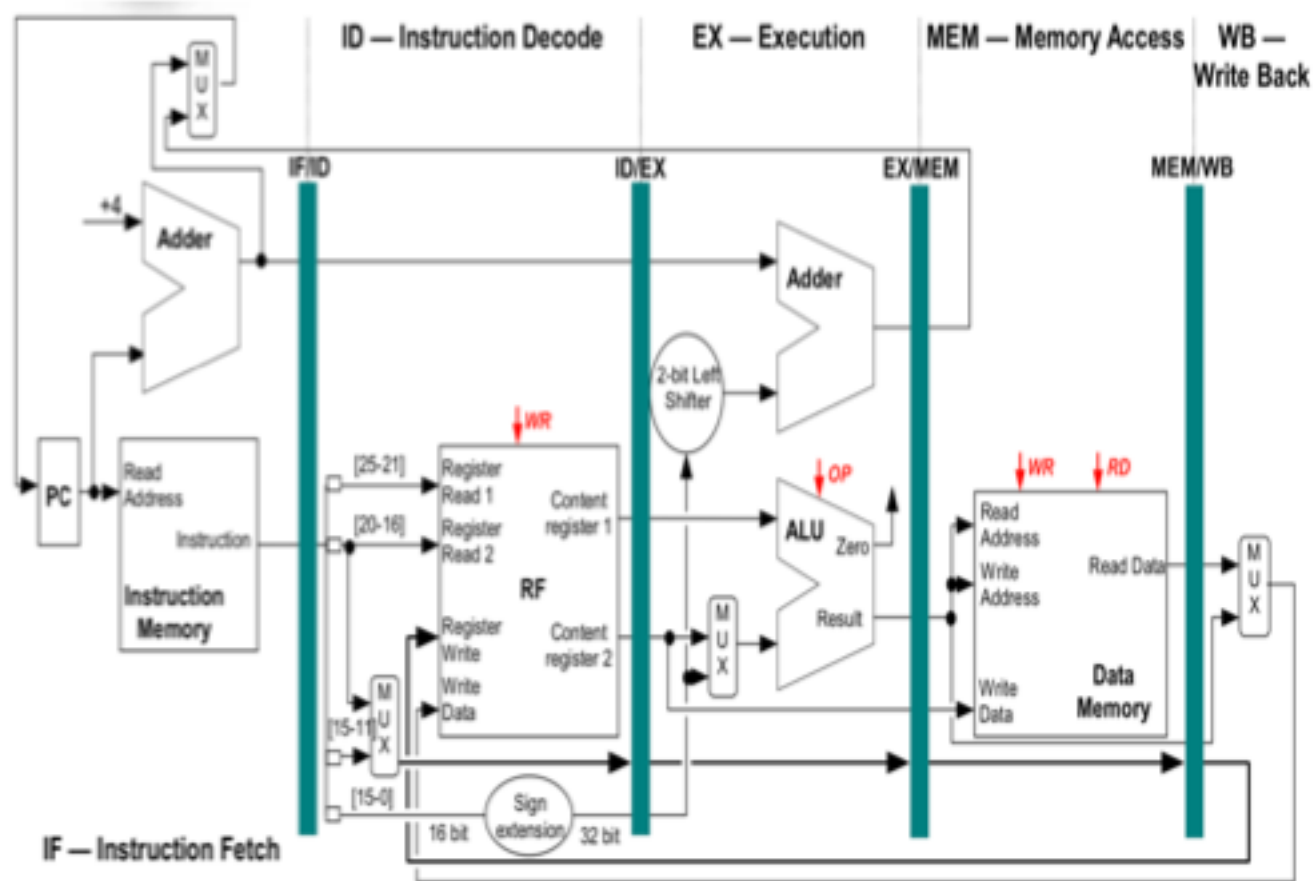 ID — Instruction Decode
EX — Execution
MEM — Memory Access
WB —
Write Back
M
U
X
IF/ID
ID/EX
EX/MEM
MEM/WB
+4
Adder
Adder
2-bit Left
Shifter
WR
[25-21]
[20-16]
[15-11]
[15-0]
PC
Read
Address
Instruction
Instruction
Memory
Register
Read 1
Register
Read 2
RF
Register
Write
Write
Data
Content
register 1
Content
register 2
M
U
X
Sign
extension
16 bit
32 bit
OP
ALU
Zero
Result
M
U
X
WR
RD
Read
Address
Write
Address
Read Data
Write
Data
Data
Memory
M
U
X
IF — Instruction Fetch